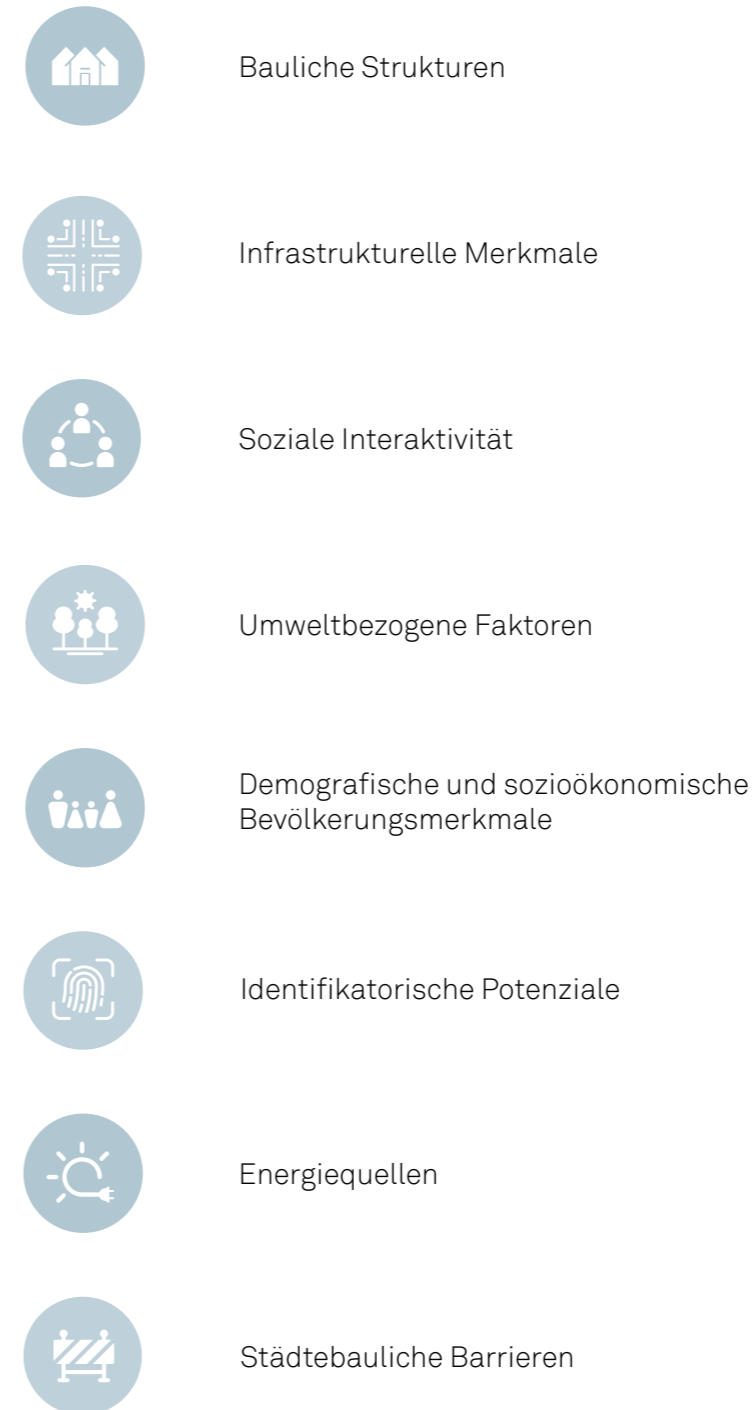 Bauliche Strukturen
Infrastrukturelle Merkmale
Soziale Interaktivität
Umweltbezogene Faktoren
Demografische und sozioökonomische
Bevölkerungsmerkmale
Identifikatorische Potenziale
Energiequellen
Städtebauliche Barrieren